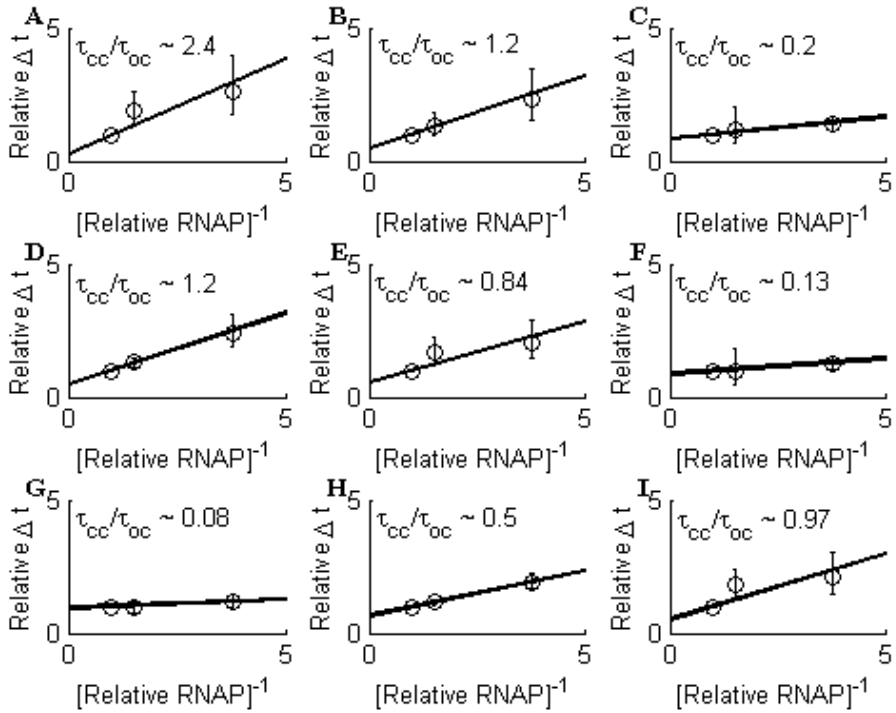 A
5
Relative Δ t
τcc/τoc ~ 2.4
0
0
5
[Relative RNAP]-1
B
5
Relative Δ t
τcc/τoc ~ 1.2
0
0
5
[Relative RNAP]-1
C
5
Relative Δ t
τcc/τoc ~ 0.2
0
0
5
[Relative RNAP]-1
D
5
Relative Δ t
τcc/τoc ~ 1.2
0
0
5
[Relative RNAP]-1
E
5
Relative Δ t
τcc/τoc ~ 0.84
0
0
5
[Relative RNAP]-1
F
5
Relative Δ t
τcc/τoc ~ 0.13
0
0
5
[Relative RNAP]-1
G
5
Relative Δ t
τcc/τoc ~ 0.08
0
0
5
[Relative RNAP]-1
H
5
Relative Δ t
τcc/τoc ~ 0.5
0
0
5
[Relative RNAP]-1
I
5
Relative Δ t
τcc/τoc ~ 0.97
0
0
5
[Relative RNAP]-1